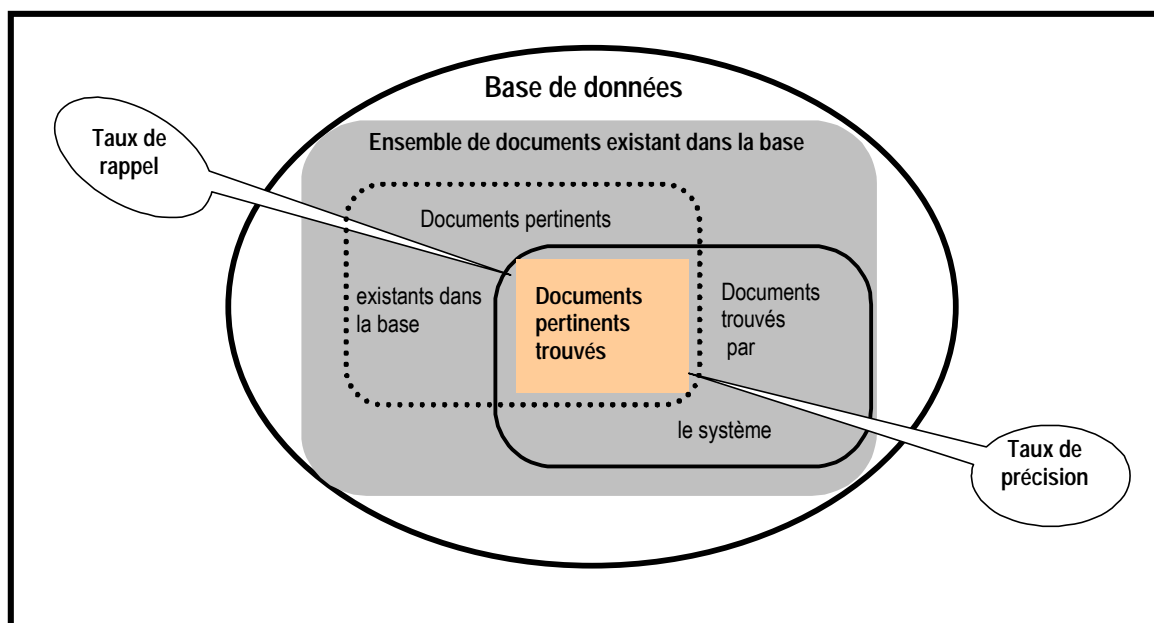 Base de données
Taux de
rappel
Ensemble de documents existant dans la base
Documents pertinents
existants dans
la base
Documents
pertinents
trouvés
Documents
trouvés
par
le système
Taux de
précision